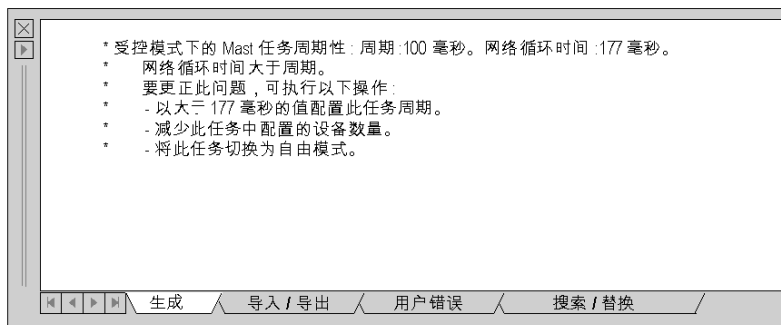 * 受控模式下的 Mast 任务周期性: 周期:100 毫秒。网络循环时间 :177 毫秒。
* 网络循环时间大于周期。
* 要更正此问题，可执行以下操作:
* - 以大于 177 毫秒的值配置此任务周期。
* - 减少此任务中配置的设备数量。
* - 将此任务切换为自由模式。
生成 导入 / 导出 用户错误 搜索 / 替换